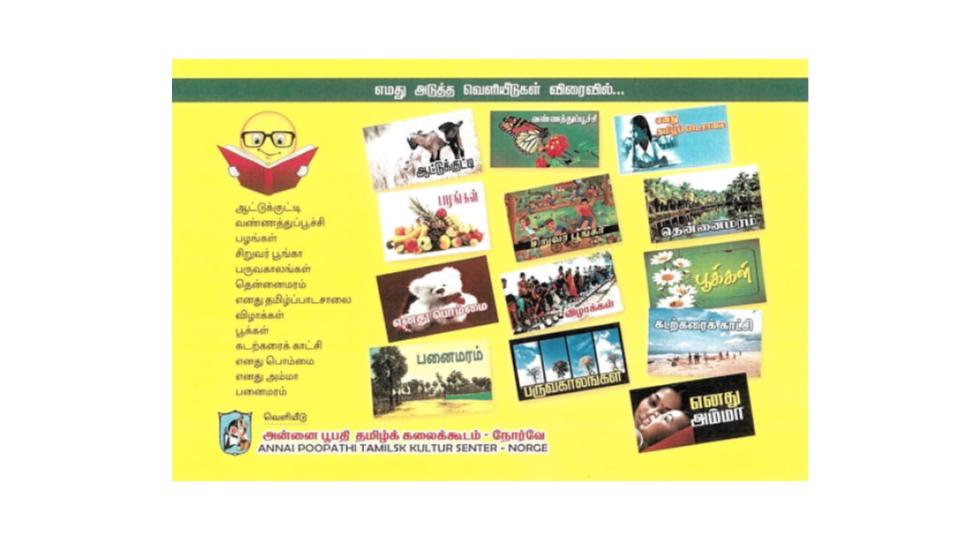 எமது அடுத்த வெளியீடுகள் விரைவில்...
ஆட்டுக்குட்டி
வண்ணத்துப்பூச்சி
பழங்கள்
சிறுவர் பூங்கா
பருவகாலங்கள்
தென்னைமரம்
எனது தமிழ்ப்பாடசாலை
விழாக்கள்
பூக்கள்
கடற்கரைக் காட்சி
எனது பொம்மை
எனது அம்மா
பனைமரம்
ஆட்டுக்குட்டி
வண்ணத்துப்பூச்சி
எனது
தமிழ்ப்பாடசாலை
பழங்கள்
சிறுவர் பூங்கா
தென்னைமரம்
எனது பொம்மை
விழாக்கள்
பூக்கள்
பனைமரம்
பருவகாலங்கள்
கடற்கரைக் காட்சி
எனது
அம்மா
வெளியீடு
அன்னை பூபதி தமிழ்க் கலைக்கூடம் - நோர்வே
ANNAI POOPATHI TAMILSK KULTUR SENTER - NORGE